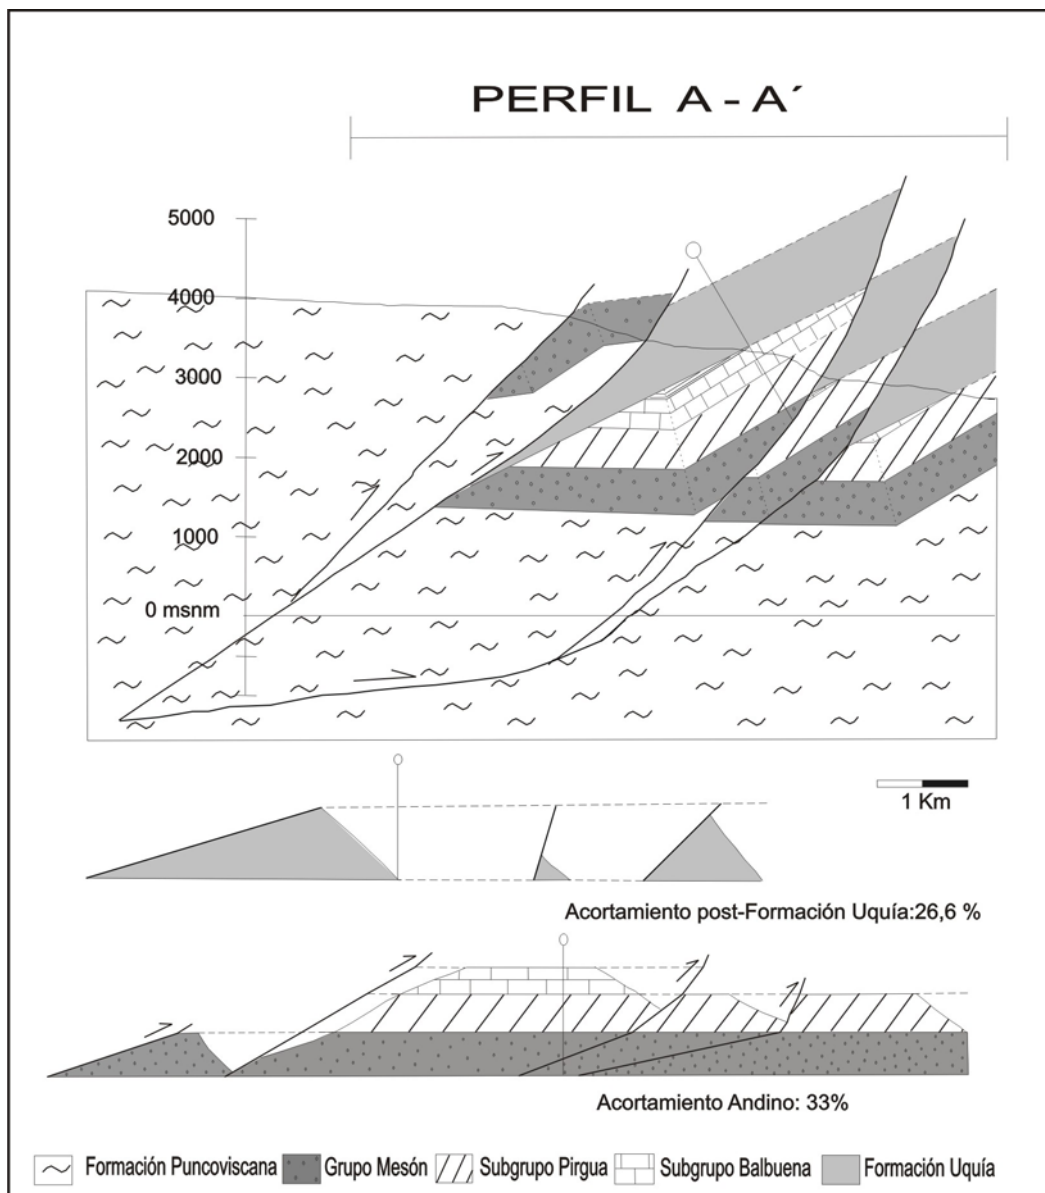 PERFIL A - A´
5000
4000
3000
2000
1000
0 msnm
1 Km
Acortamiento post-Formación Uquía:26,6 %
Acortamiento Andino: 33%
Formación Puncoviscana Grupo Mesón Subgrupo Pirgua Subgrupo Balbuena Formación Uquía